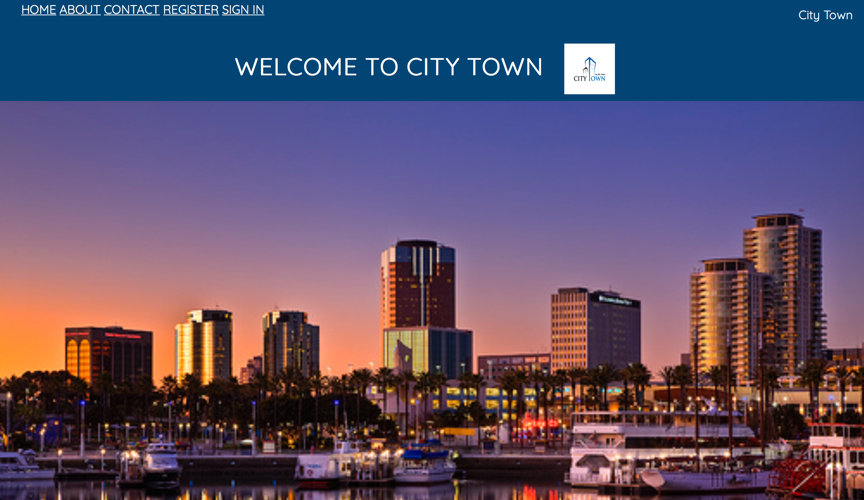 HOME ABOUT CONTACT REGISTER SIGN IN
City Town
WELCOME TO CITY TOWN
CITY TOWN